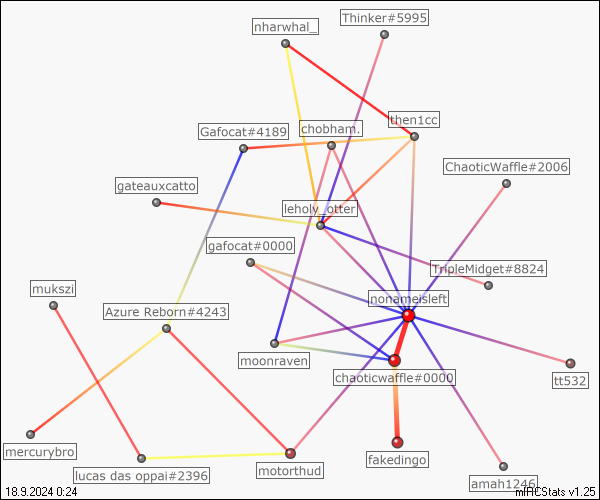 Thinker#5995
nharwhal_
then1cc
chobham.
Gafocat#4189
ChaoticWaffle#2006
gateauxcatto
leholy_otter
gafocat#0000
TripleMidget#8824
mukszi
nonameisleft
Azure Reborn#4243
moonraven
chaoticwaffle#0000
tt532
mercurybro
lucas das oppai#2396
motorthud
fakedingo
amah1246
18.9.2024 0:24
mIRCStats v1.25